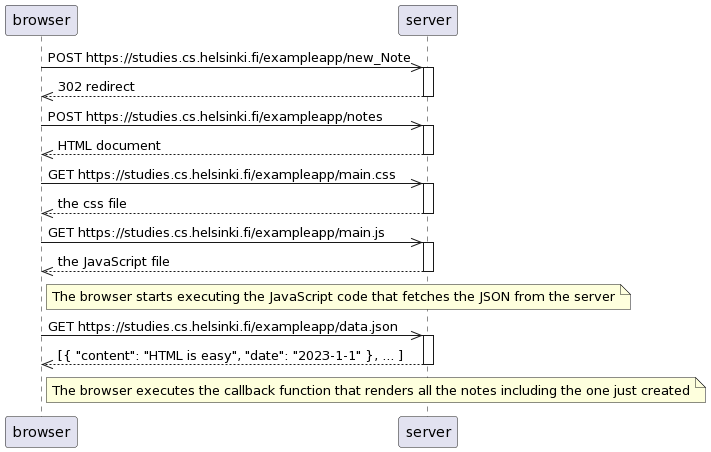 browser server
POST https://studies.cs.helsinki.fi/exampleapp/new_Note
302 redirect
POST https://studies.cs.helsinki.fi/exampleapp/notes
HTML document
GET https://studies.cs.helsinki.fi/exampleapp/main.css
the css file
GET https://studies.cs.helsinki.fi/exampleapp/main.js
the JavaScript file
The browser starts executing the JavaScript code that fetches the JSON from the server
GET https://studies.cs.helsinki.fi/exampleapp/data.json
[{ "content": "HTML is easy", "date": "2023-1-1" }, ... ]
The browser executes the callback function that renders all the notes including the one just created
browser server